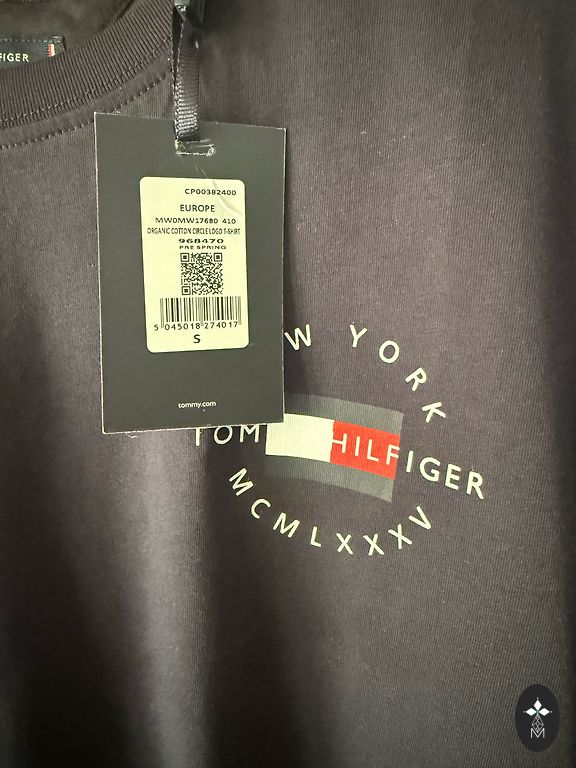 FIGER
CP00382400
EUROPE
MW0MW17680 410
ORGANIC COTTON CIRCLE LOGO T-SHIRT
968470
PRE SPRING
5 045018 274017
S
tommy.com
W YORK
TOM HILFIGER
MCMLXXXV
M